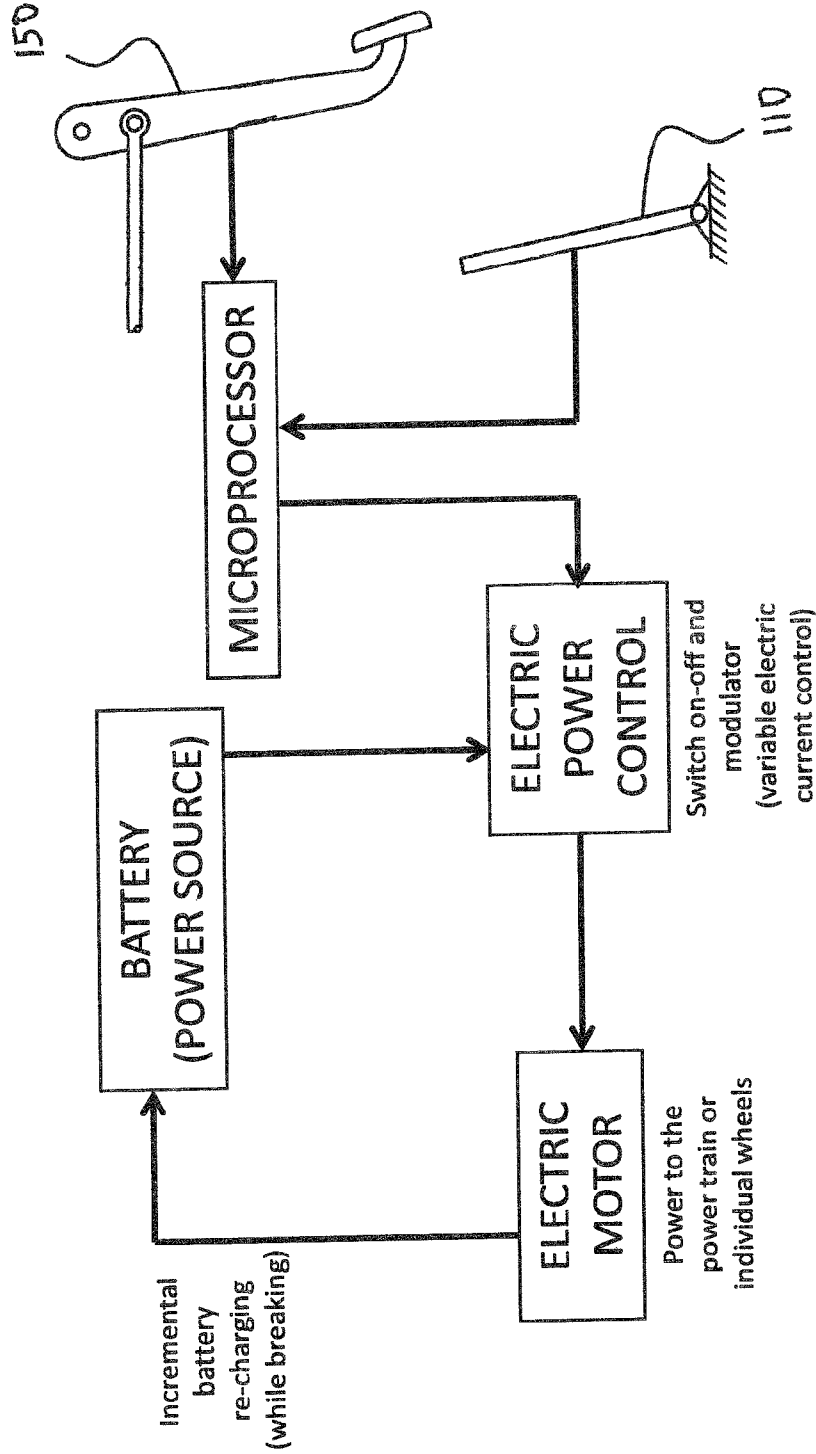 Incremental
battery
re-charging
(while breaking)
BATTERY
(POWER SOURCE)
MICROPROCESSOR
150
ELECTRIC
MOTOR
Power to the
power train or
individual wheels
ELECTRIC
POWER
CONTROL
Switch on-off and
modulator
(variable electric
current control)
110